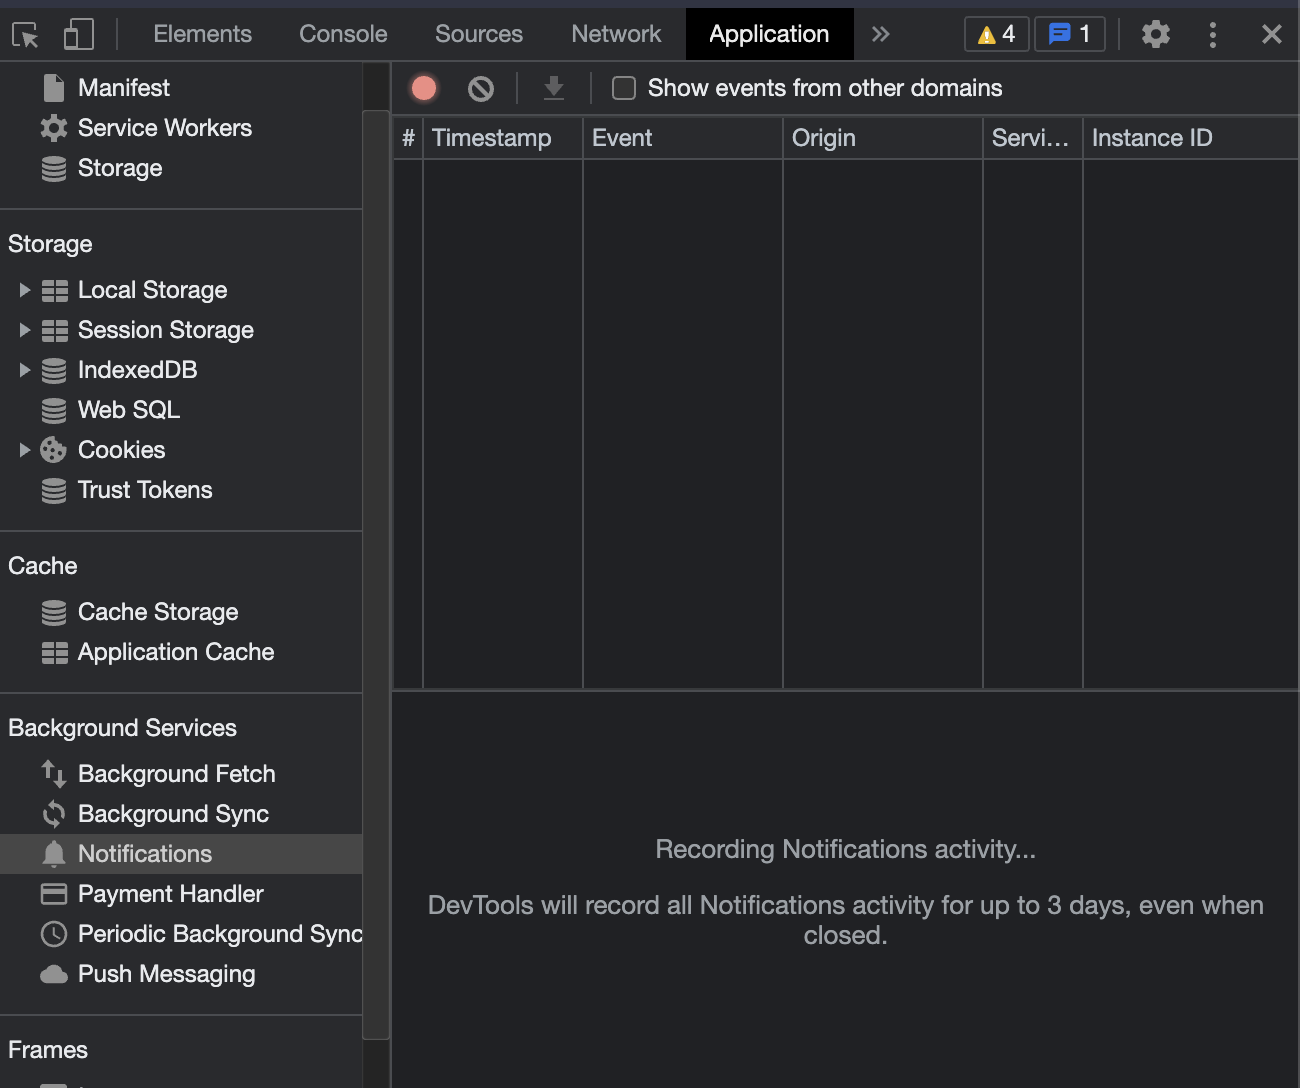 Elements Console Sources Network Application 4 1
Manifest
Service Workers
Storage
Storage
Local Storage
Session Storage
IndexedDB
Web SQL
Cookies
Trust Tokens
Cache
Cache Storage
Application Cache
Background Services
Background Fetch
Background Sync
Notifications
Payment Handler
Periodic Background Sync
Push Messaging
Frames
Show events from other domains
# Timestamp Event Origin Servi... Instance ID
Recording Notifications activity...
DevTools will record all Notifications activity for up to 3 days, even when
closed.